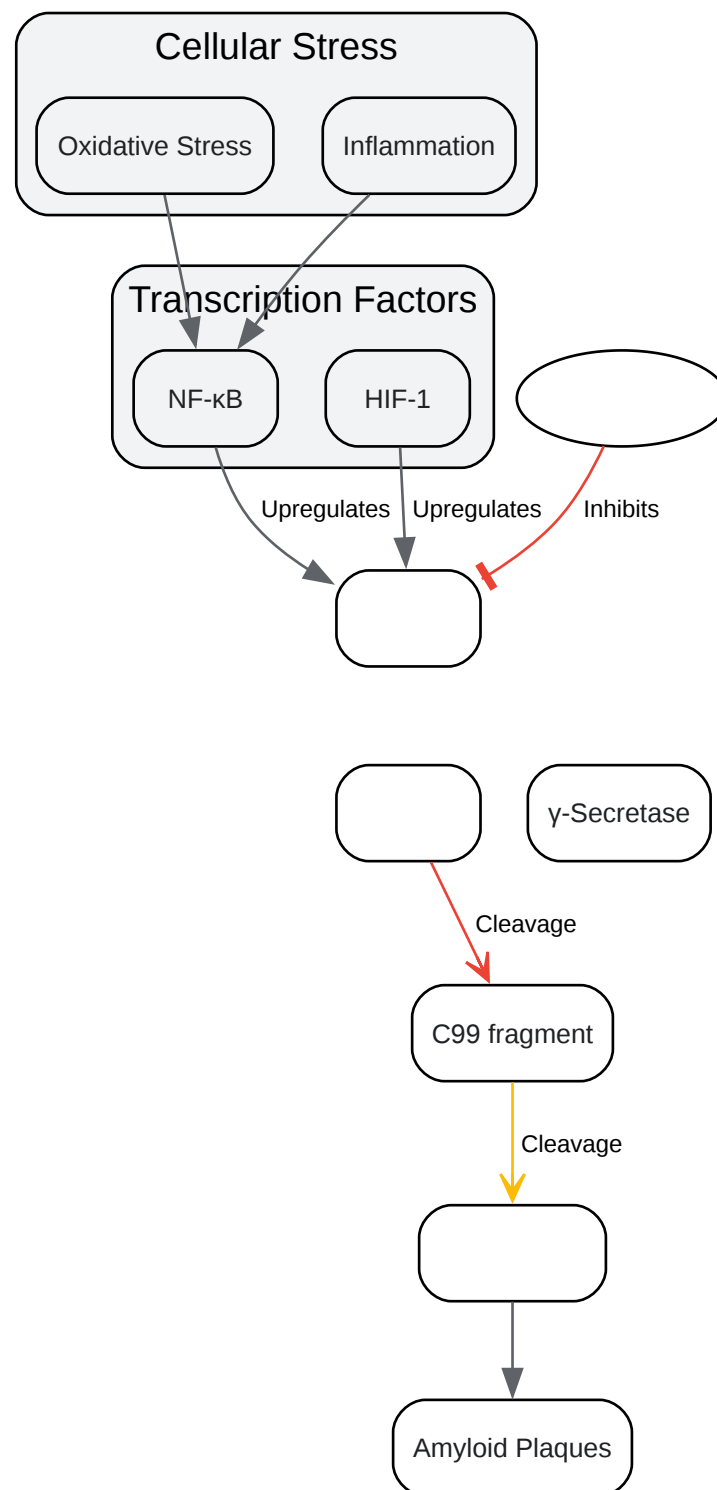 Cellular Stress
Oxidative Stress
Inflammation
Transcription Factors
NF-κB
HIF-1
Upregulates
Upregulates
Inhibits
γ-Secretase
Cleavage
C99 fragment
Cleavage
Amyloid Plaques